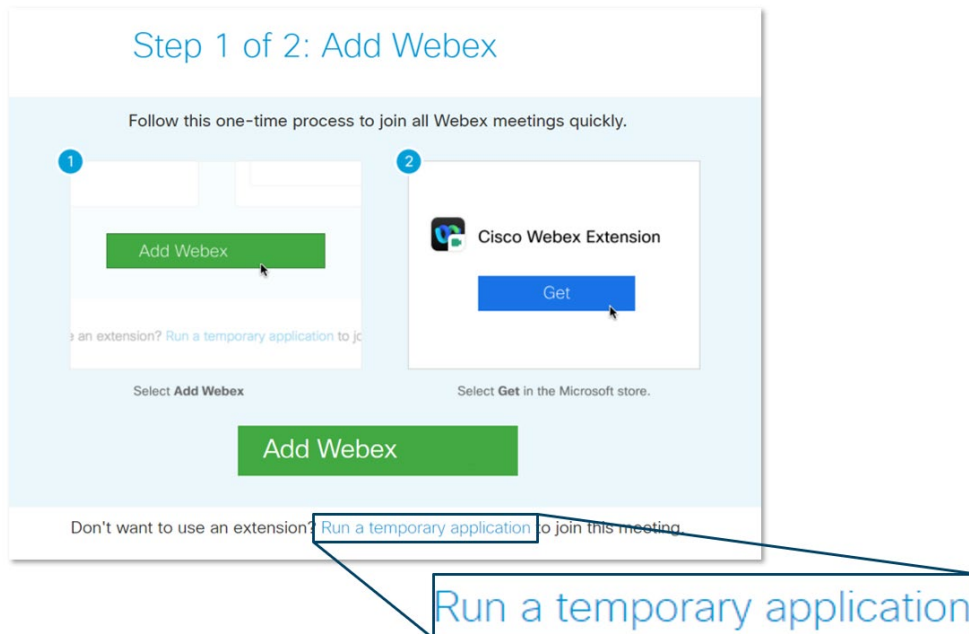 Step 1 of 2: Add Webex
Follow this one-time process to join all Webex meetings quickly.
1
Add Webex
an extension? Run a temporary application to
Select Add Webex
2
Cisco Webex Extension
Get
Select Get in the Microsoft store.
Add Webex
Don't want to use an extension? Run a temporary application to join this meeting.
Run a temporary application